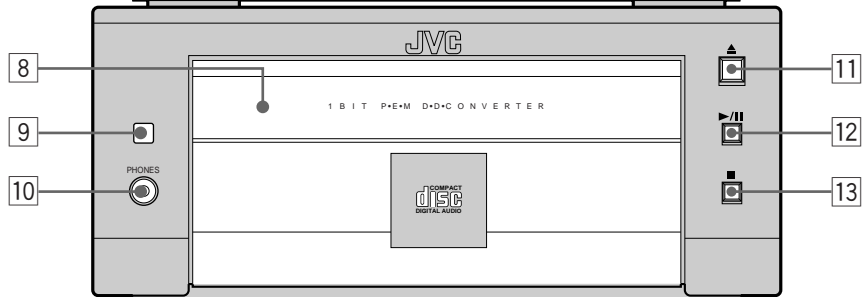 JVC
8
11
1 BIT P•E•M D•D•CONVERTER
9
▶/II
12
PHONES
10
13
COMPACT
disc
DIGITAL AUDIO